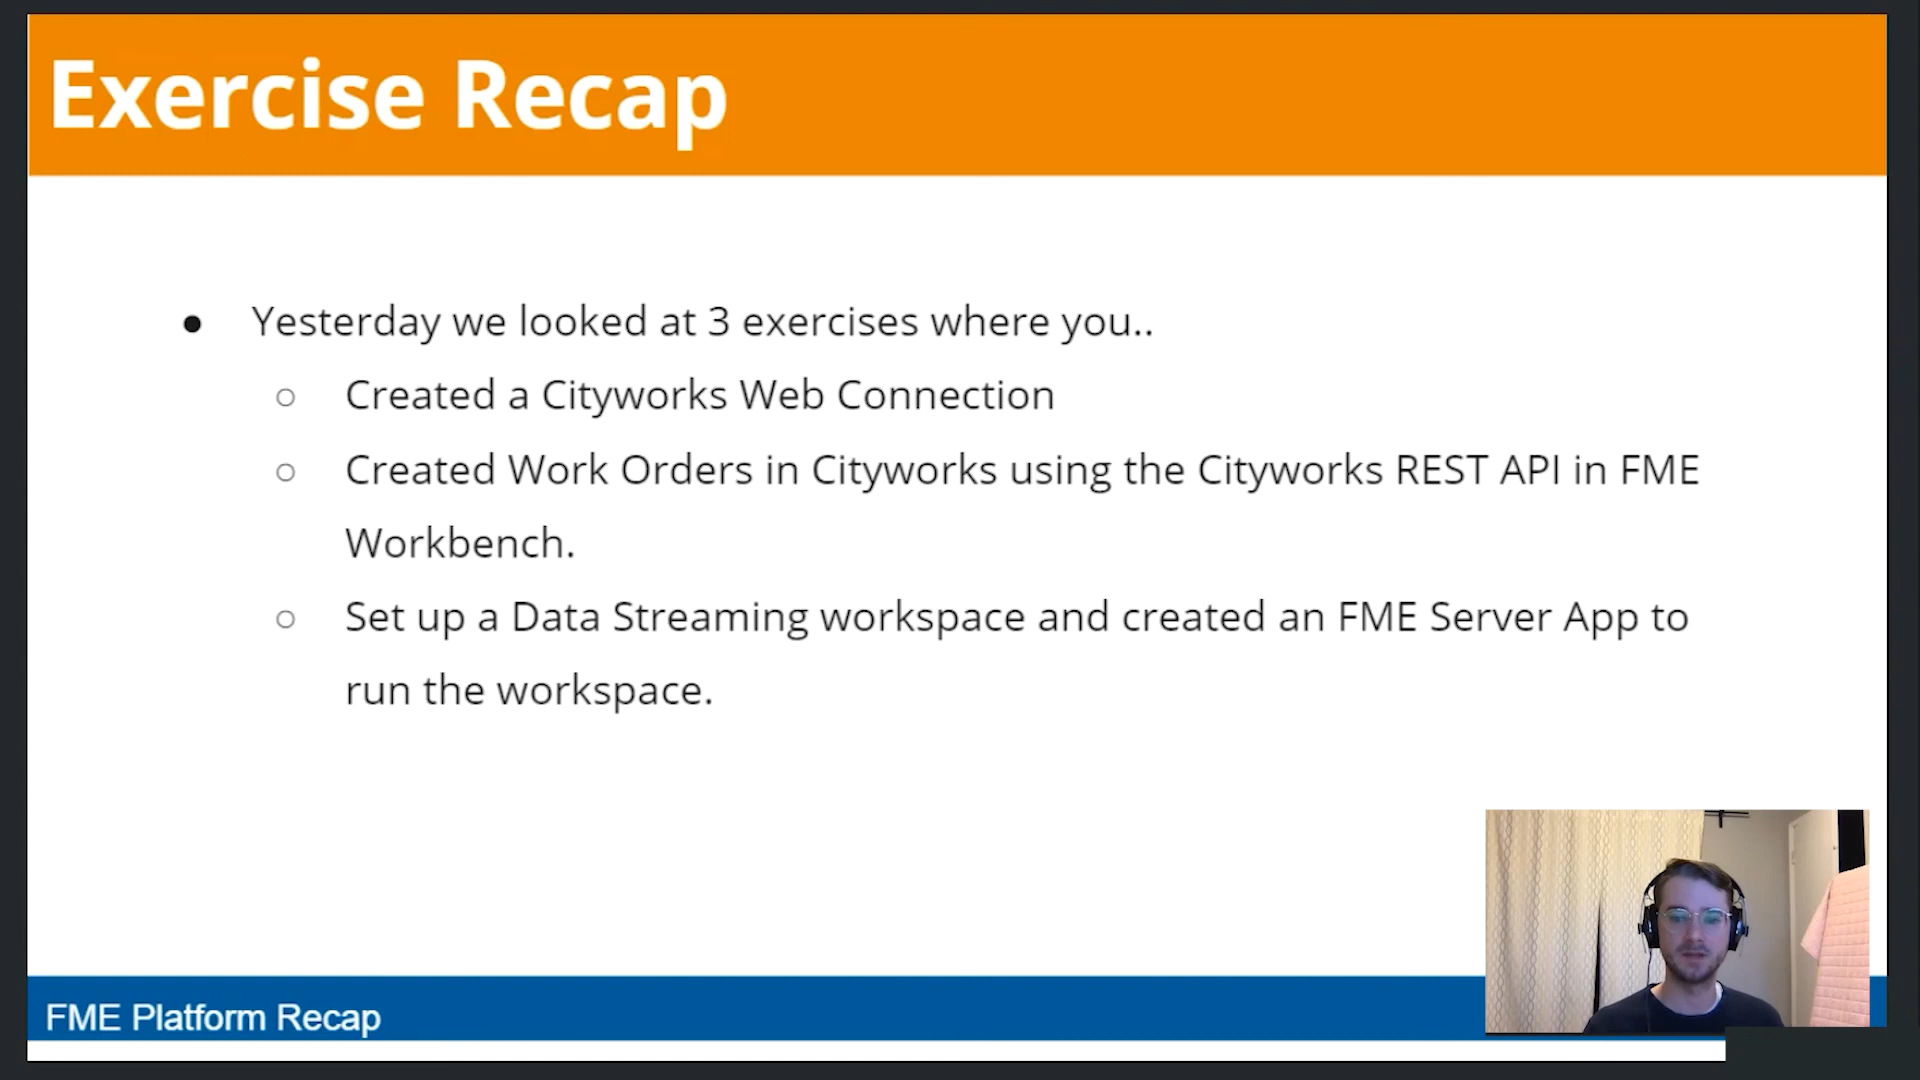 Exercise Recap
● Yesterday we looked at 3 exercises where you..
○ Created a Cityworks Web Connection
○ Created Work Orders in Cityworks using the Cityworks REST API in FME
Workbench.
○ Set up a Data Streaming workspace and created an FME Server App to
run the workspace.
FME Platform Recap